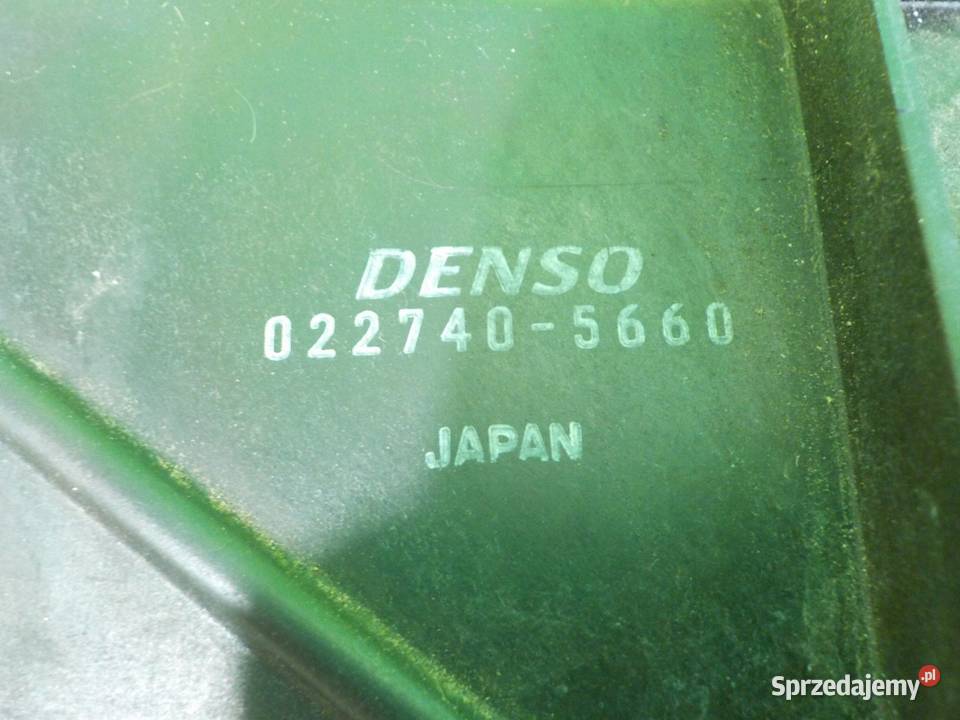 DENSO
022740-5660
JAPAN
Sprzedajemy.pl